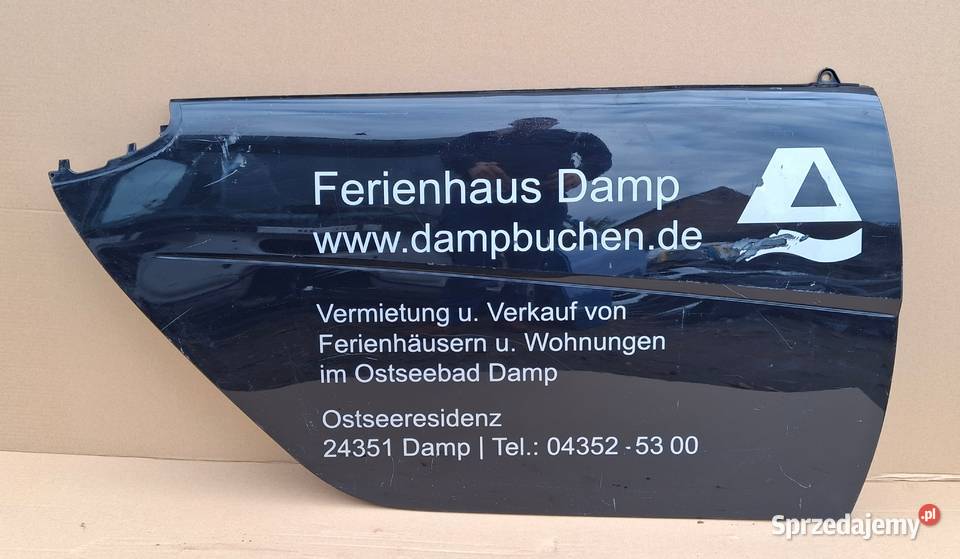 Ferienhaus Damp
www.dampbuchen.de
Vermietung u. Verkauf von
Ferienhäusern u. Wohnungen
im Ostseebad Damp
Ostseeresidenz
24351 Damp | Tel.: 04352 - 53 00
Sprzedajemy.pl